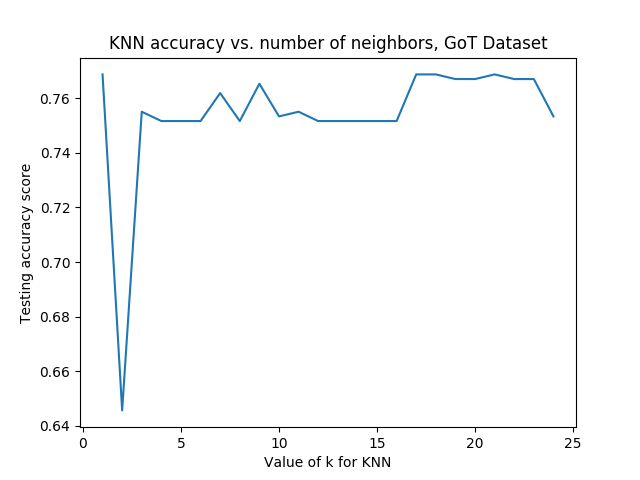 KNN accuracy vs. number of neighbors, GoT Dataset
Testing accuracy score
0.76
0.74
0.72
0.70
0.68
0.66
0.64
0 5 10 15 20 25
Value of k for KNN